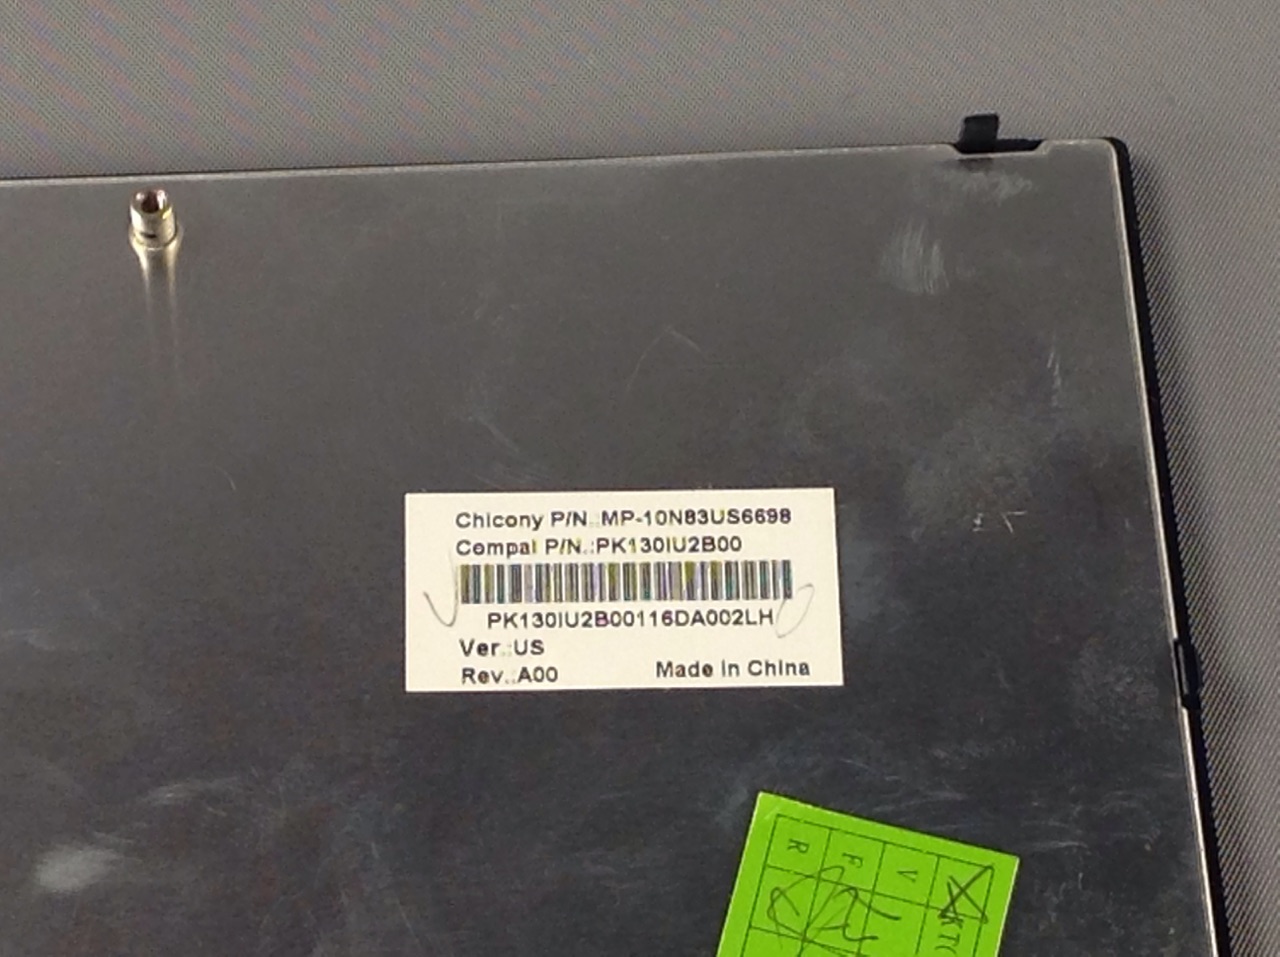 Chicony P/N.:MP-10N83US6698
Compal P/N.:PK130IU2B00
PK130IU2B00116DA002LH
Ver.:US
Rev.:A00 Made in China
R F V